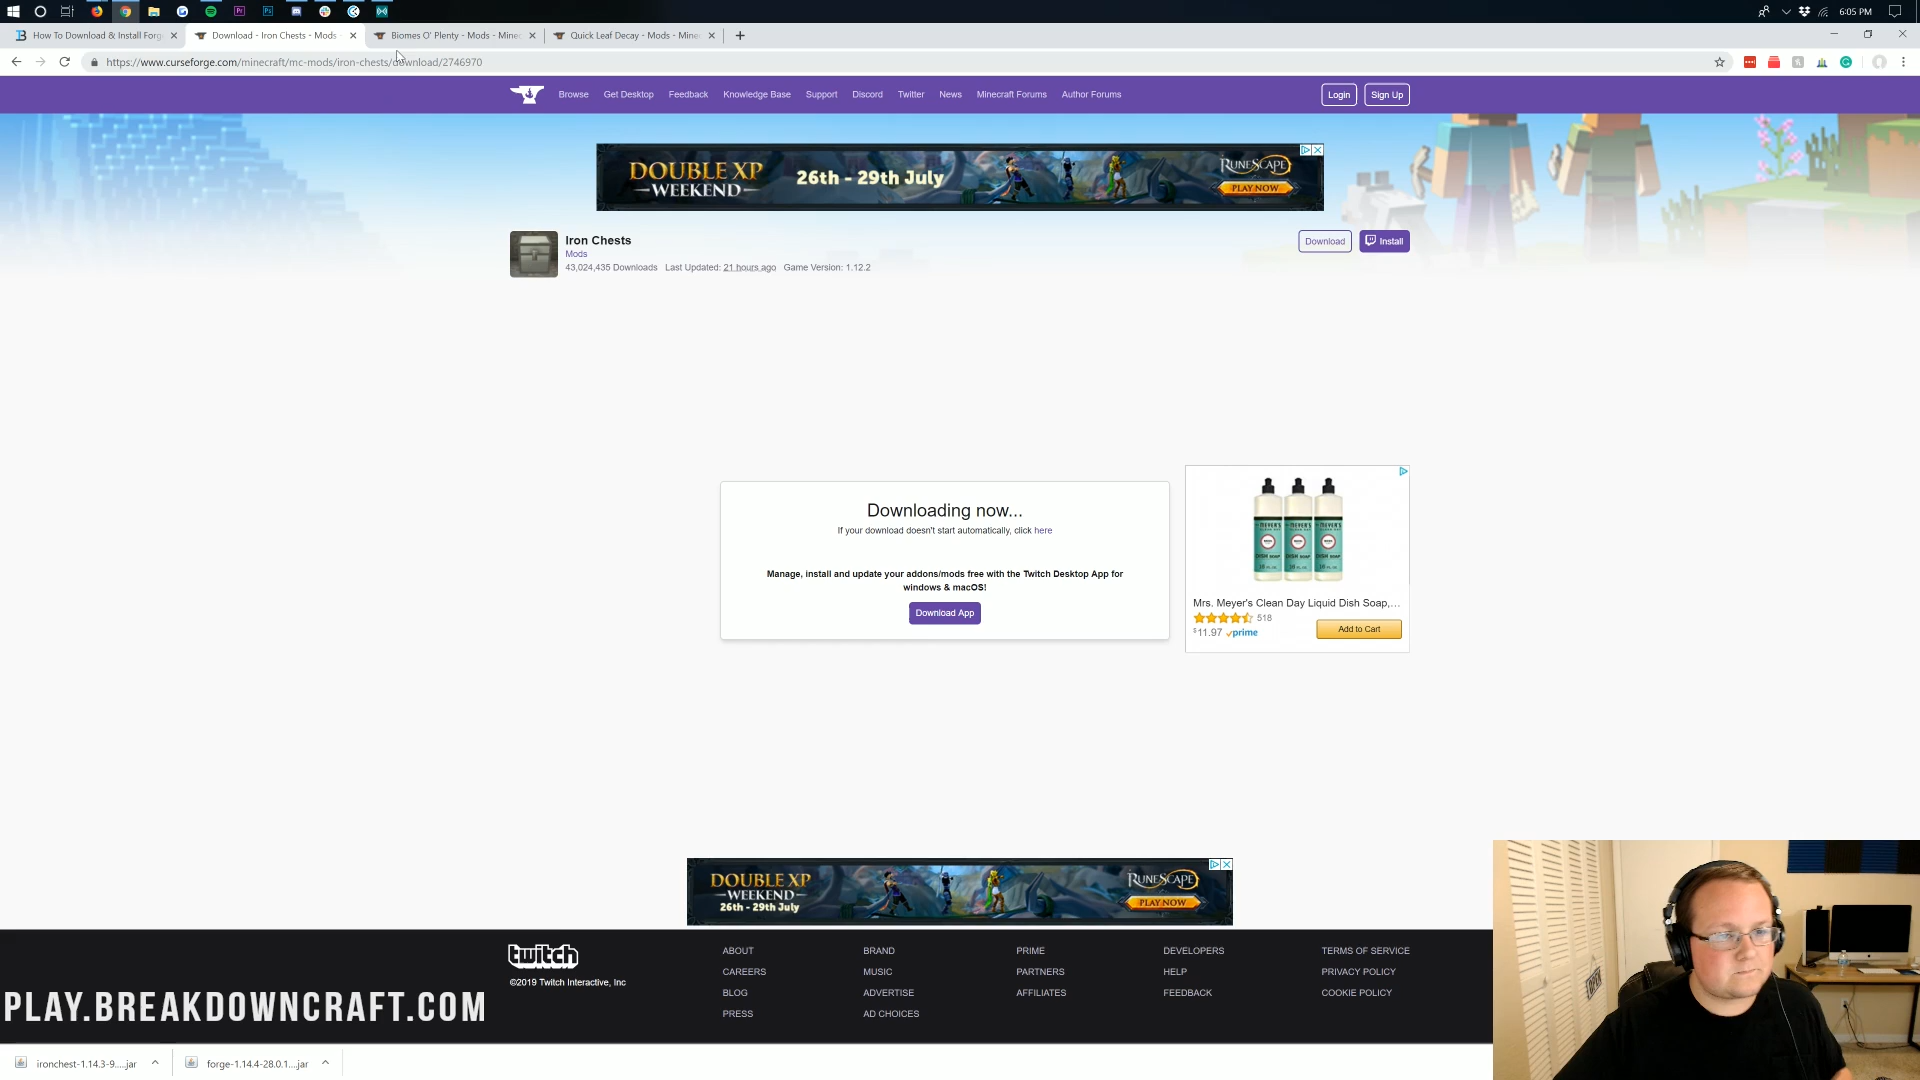 6:05 PM
How To Download & Install Forg
Download - Iron Chests - Mods -
Biomes O' Plenty - Mods - Minec
Quick Leaf Decay - Mods - Mine
https://www.curseforge.com/minecraft/mc-mods/iron-chests/download/2746970
Browse Get Desktop Feedback Knowledge Base Support Discord Twitter News Minecraft Forums Author Forums Login Sign Up
DOUBLE XP
WEEKEND
26th - 29th July
RUNESCAPE
PLAY NOW
Iron Chests
Mods
43,024,435 Downloads Last Updated: 21 hours ago Game Version: 1.12.2
Download Install
Downloading now...
If your download doesn't start automatically, click here
Manage, install and update your addons/mods free with the Twitch Desktop App for
windows & macOS!
Download App
Mrs. Meyer's Clean Day Liquid Dish Soap,...
518
$11.97 prime
Add to Cart
DOUBLE XP
WEEKEND
26th - 29th July
RUNESCAPE
PLAY NOW
twitch
©2019 Twitch Interactive, Inc
ABOUT BRAND PRIME DEVELOPERS TERMS OF SERVICE
CAREERS MUSIC PARTNERS HELP PRIVACY POLICY
BLOG ADVERTISE AFFILIATES FEEDBACK COOKIE POLICY
PRESS AD CHOICES
PLAY.BREAKDOWNCRAFT.COM
ironchest-1.14.3-9....jar
forge-1.14.4-28.0.1....jar